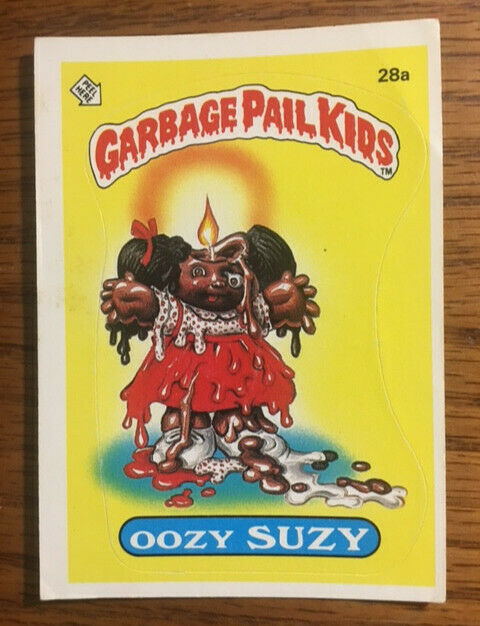 PEEL
HERE
28a
GARBAGE PAIL KIDS
TM
OOZY SUZY